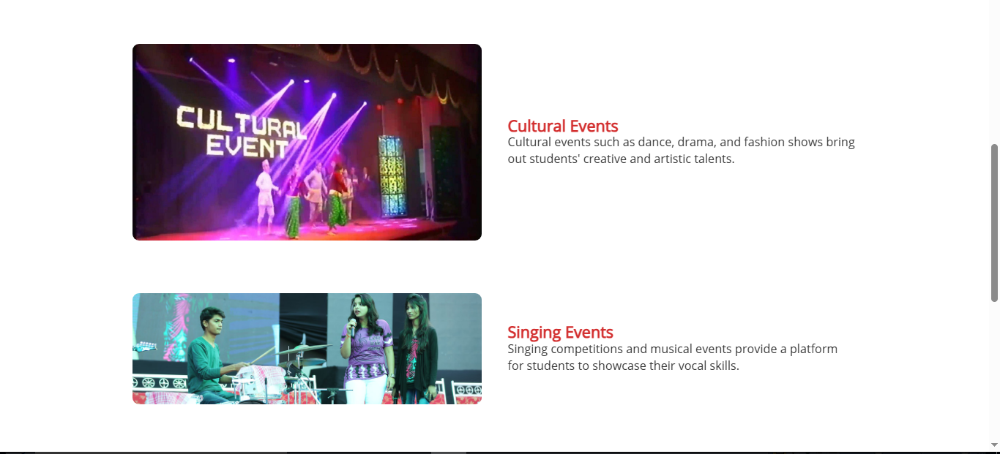 CULTURAL
EVENT
Cultural Events
Cultural events such as dance, drama, and fashion shows bring
out students' creative and artistic talents.
Singing Events
Singing competitions and musical events provide a platform
for students to showcase their vocal skills.